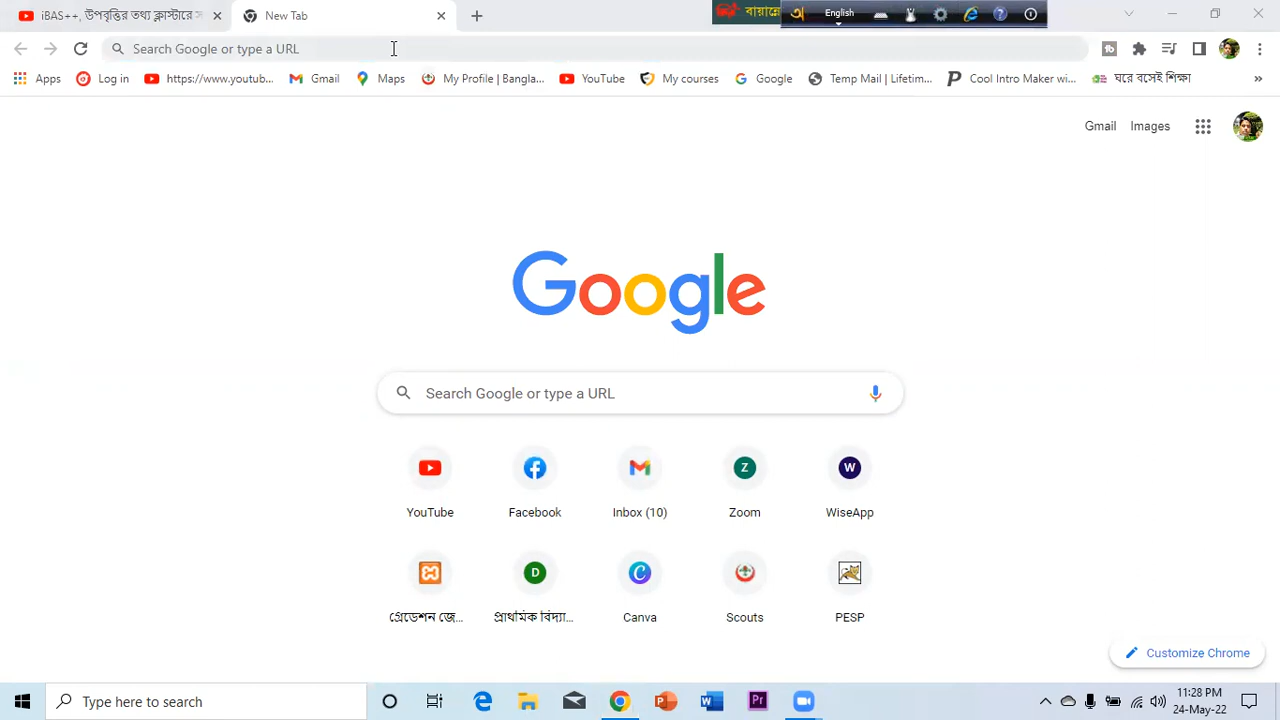 iBAS++ উপবৃত্তির তথ্য ক্লাস্টারে
New Tab
বায়ান্নো
English
Search Google or type a URL
Apps
Log in
https://www.youtub...
Gmail
Maps
My Profile | Bangla...
YouTube
My courses
Google
Temp Mail | Lifetim...
Cool Intro Maker wi...
ঘরে বসেই শিক্ষা
»
Gmail
Images
Google
Search Google or type a URL
YouTube
Facebook
Inbox (10)
Zoom
WiseApp
গ্রেডেশন জে...
প্রাথমিক বিদ্যা...
Canva
Scouts
PESP
Customize Chrome
Type here to search
11:28 PM
24-May-22